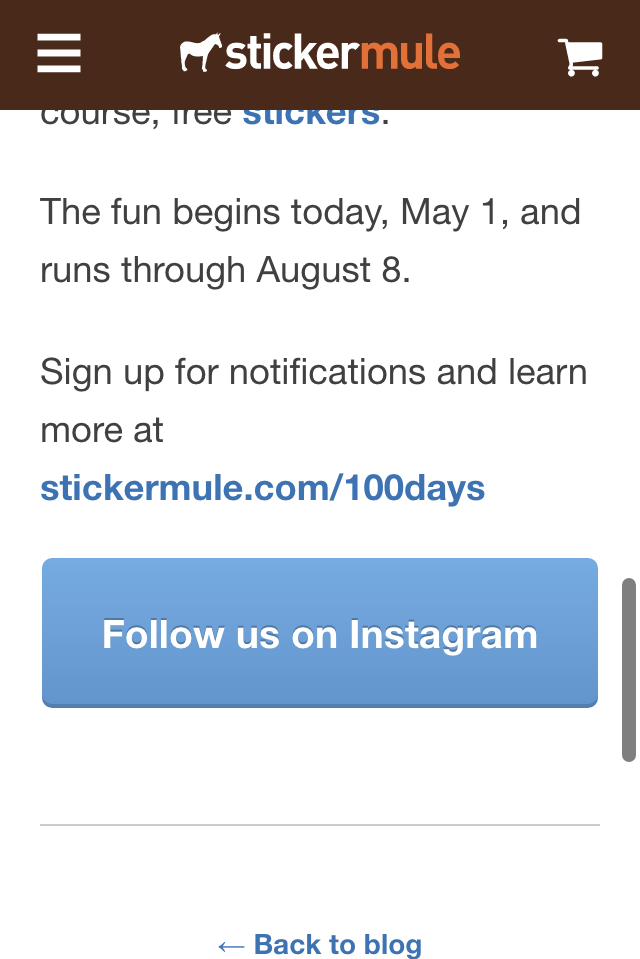 stickermule
course, free stickers.
The fun begins today, May 1, and
runs through August 8.
Sign up for notifications and learn
more at
stickermule.com/100days
Follow us on Instagram
← Back to blog